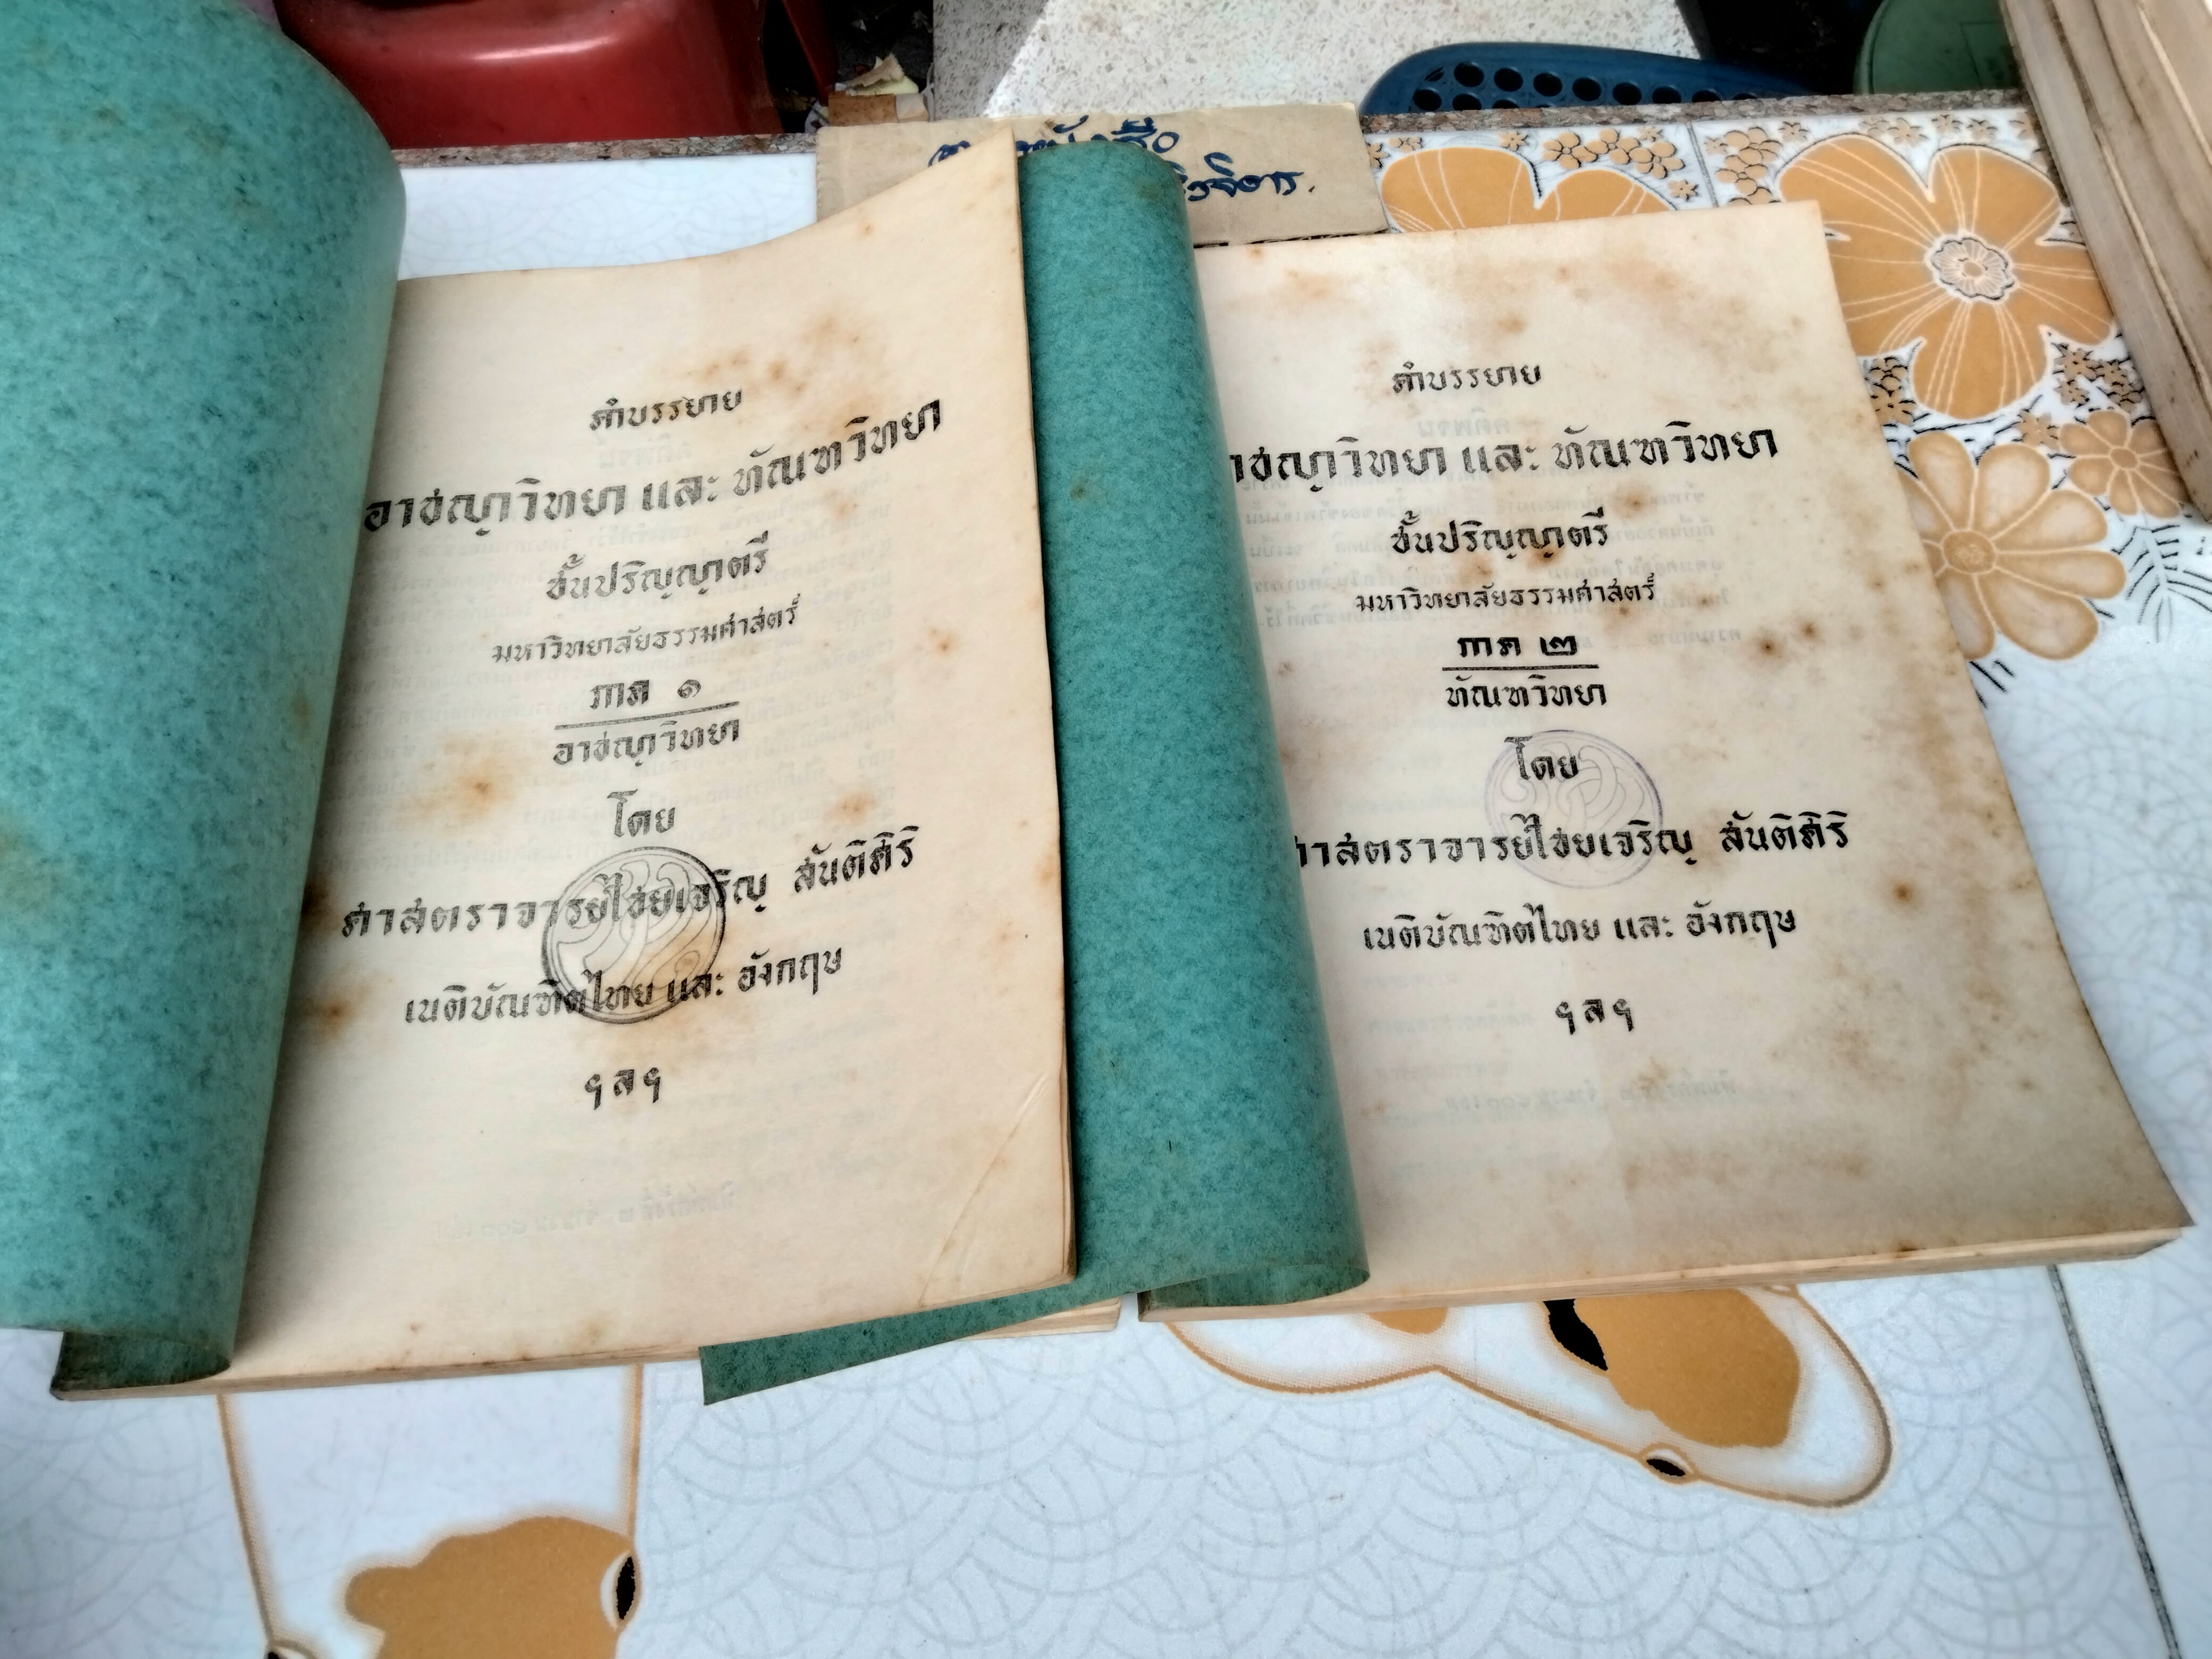 คำบรรยาย
อาชญาวิทยา และ ทัณฑวิทยา
ชั้นปริญญาตรี
มหาวิทยาลัยธรรมศาสตร์
ภาค ๑
อาชญาวิทยา
โดย
ศาสตราจารย์ไชยเจริญ สันติศิริ
เนติบัณฑิตไทย และ อังกฤษ
ฯลฯ
คำบรรยาย
าชญาวิทยา และ ทัณฑวิทยา
ชั้นปริญญาตรี
มหาวิทยาลัยธรรมศาสตร์
ภาค ๒
ทัณฑวิทยา
โดย
าสตราจารย์ไชยเจริญ สันติศิริ
เนติบัณฑิตไทย และ อังกฤษ
ฯลฯ